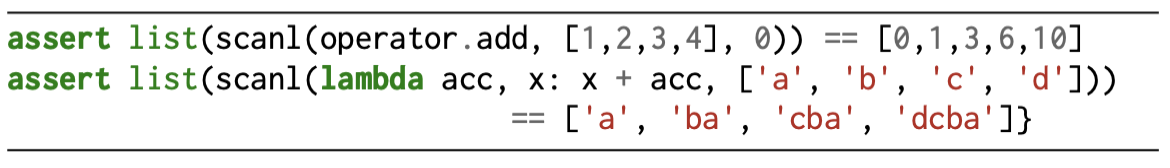 assert list(scanl(operator.add, [1,2,3,4], 0)) == [0,1,3,6,10]
assert list(scanl(lambda acc, x: x + acc, ['a', 'b', 'c', 'd']))
== ['a', 'ba', 'cba', 'dcba']}